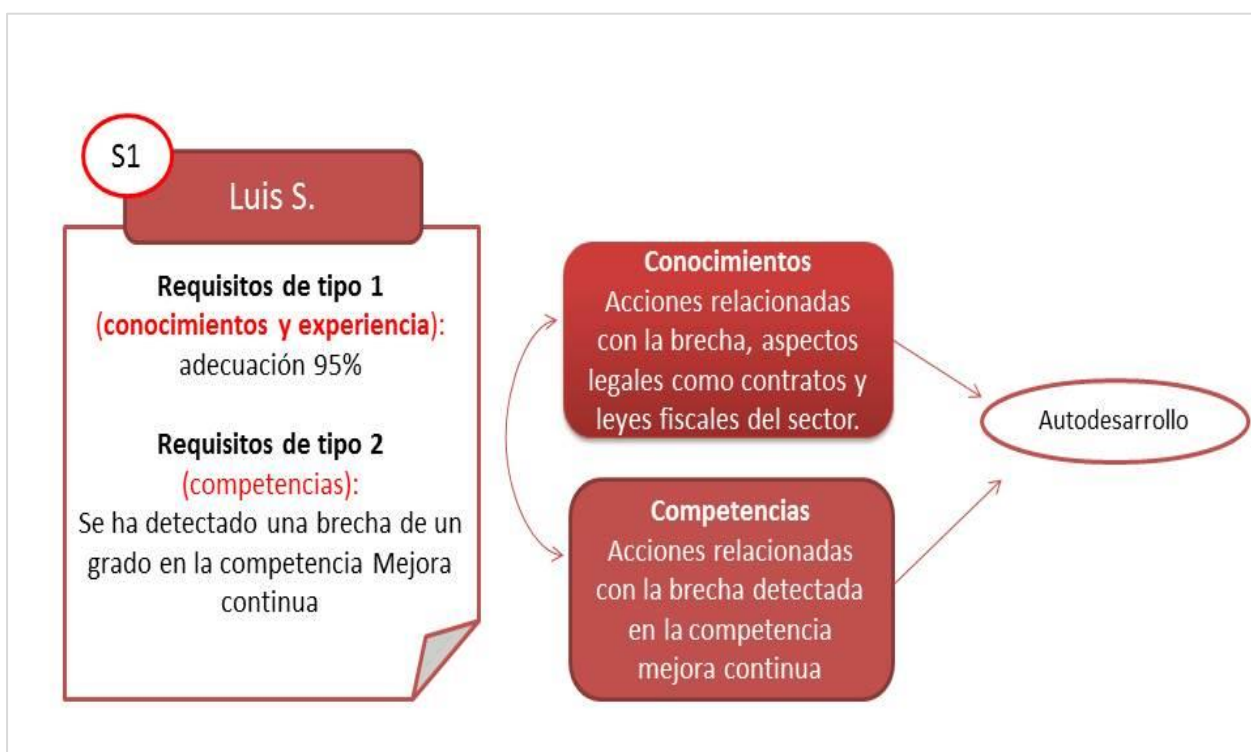 S1
Luis S.
Requisitos de tipo 1
(conocimientos y experiencia):
adecuación 95%
Requisitos de tipo 2
(competencias):
Se ha detectado una brecha de un
grado en la competencia Mejora
continua
Conocimientos
Acciones relacionadas
con la brecha, aspectos
legales como contratos y
leyes fiscales del sector.
Competencias
Acciones relacionadas
con la brecha detectada
en la competencia
mejora continua
Autodesarrollo